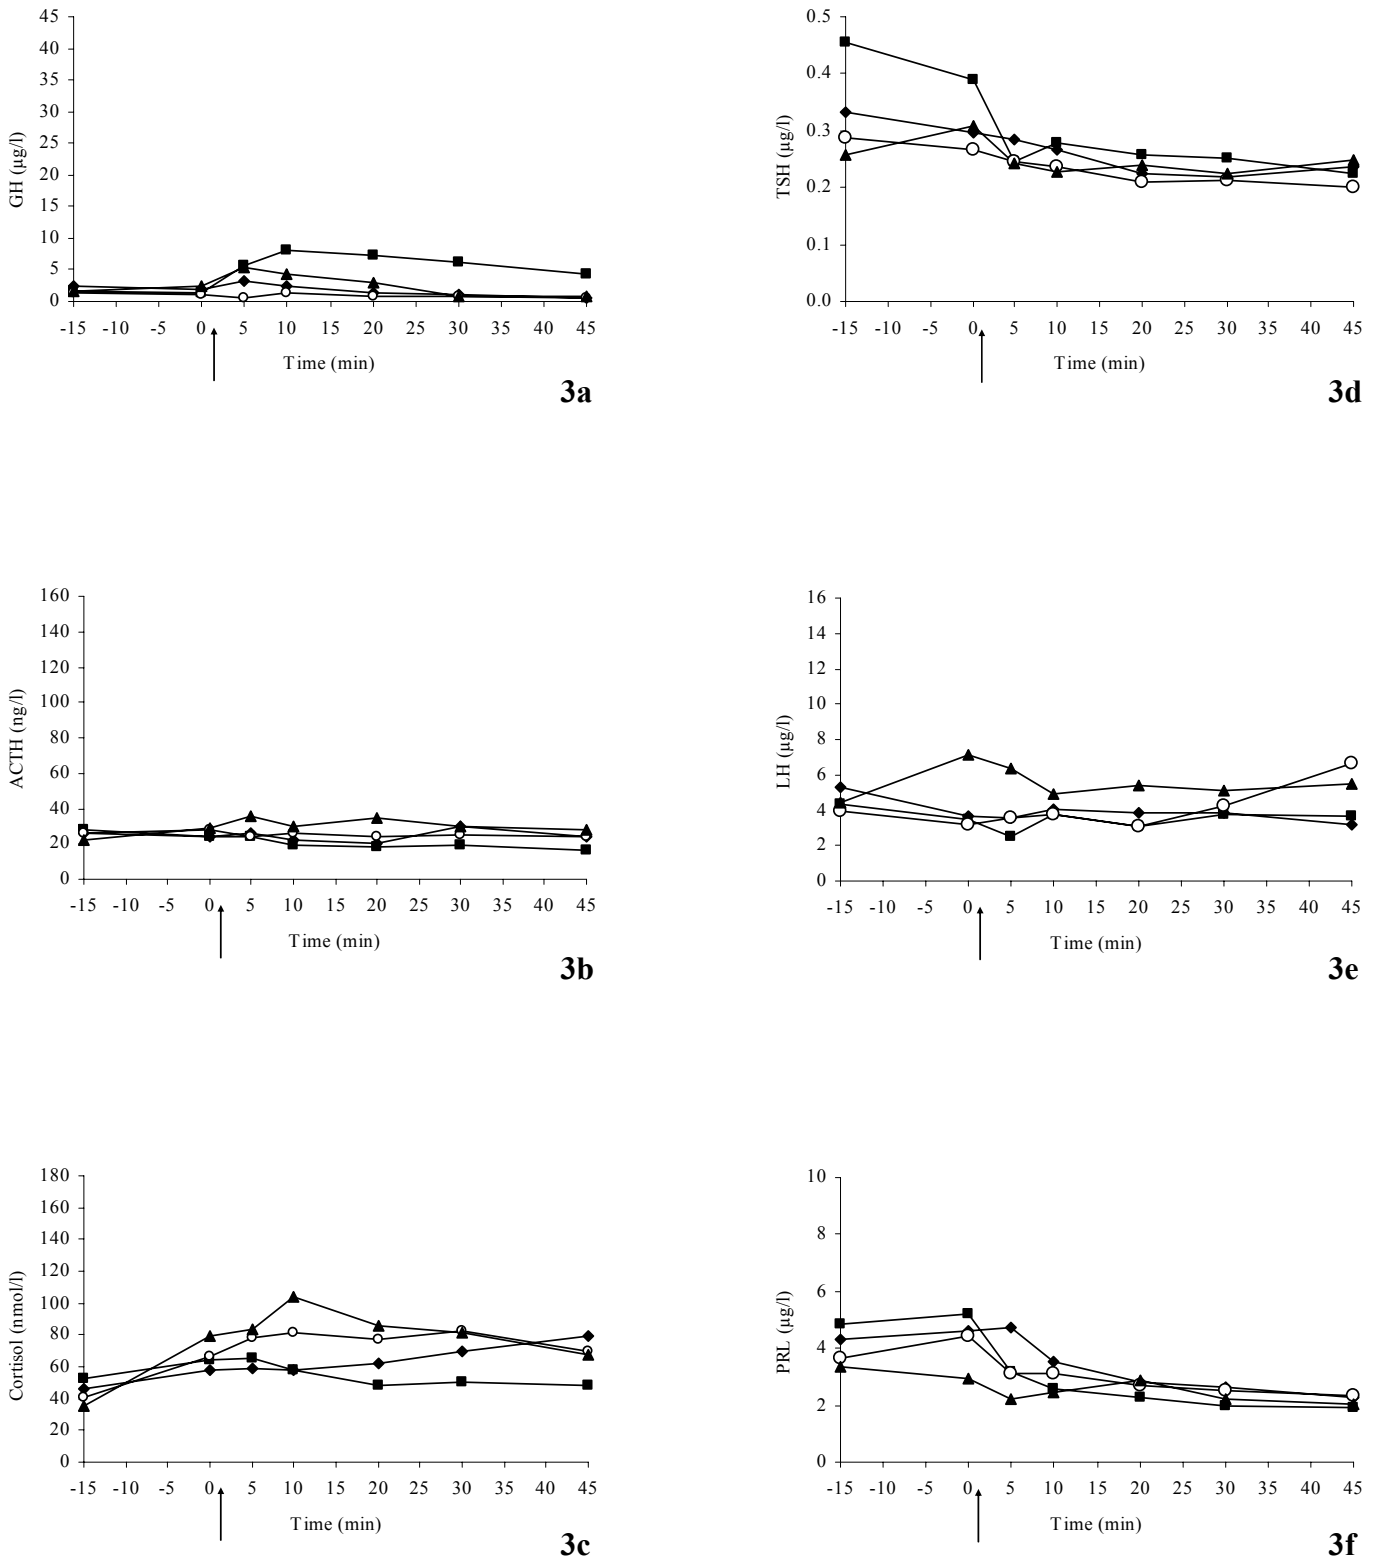 45
40
35
30
25
20
15
10
5
0
GH (µg/l)
-15 -10 -5 0 5 10 15 20 25 30 35 40 45
Time (min)
3a
0.5
0.4
0.3
0.2
0.1
0.0
TSH (µg/l)
-15 -10 -5 0 5 10 15 20 25 30 35 45
Time (min)
3d
160
140
120
100
80
60
40
20
0
ACTH (ng/l)
-15 -10 -5 0 5 10 15 20 25 30 35 40 45
Time (min)
3b
16
14
12
10
8
6
4
2
0
LH (µg/l)
-15 -10 -5 0 5 10 15 20 25 30 35 40 45
Time (min)
3e
180
160
140
120
100
80
60
40
20
0
Cortisol (nmol/l)
-15 -10 -5 0 5 10 15 20 25 30 35 40 45
Time (min)
3c
10
8
6
4
2
0
PRL (µg/l)
-15 -10 -5 0 5 10 15 20 25 30 35 40 45
Time (min)
3f